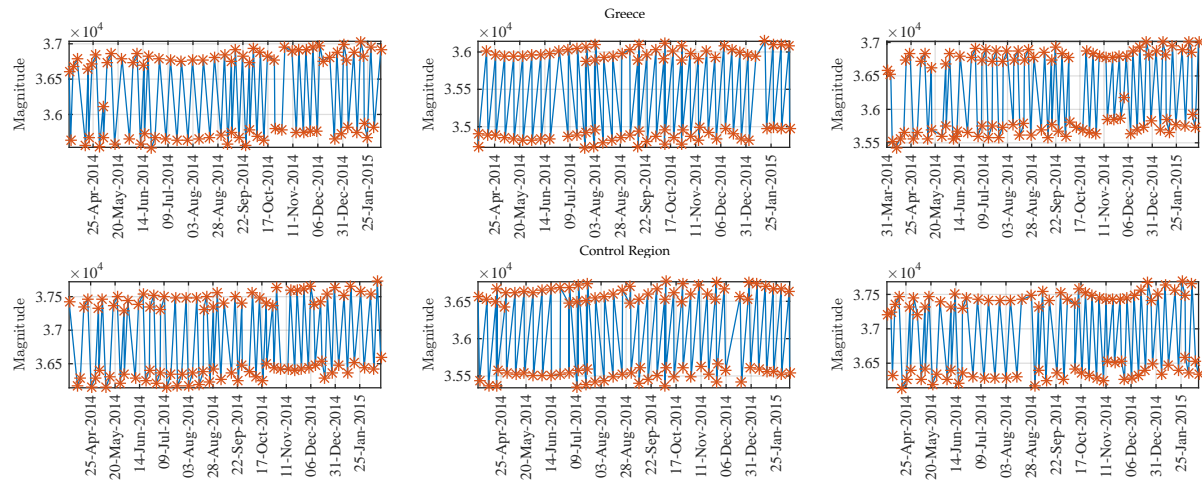 Greece
×10⁴
3.7
3.65
3.6
Magnitude
25-Apr-2014
20-May-2014
14-Jun-2014
09-Jul-2014
03-Aug-2014
28-Aug-2014
22-Sep-2014
17-Oct-2014
11-Nov-2014
06-Dec-2014
31-Dec-2014
25-Jan-2015
×10⁴
3.6
3.55
3.5
Magnitude
25-Apr-2014
20-May-2014
14-Jun-2014
09-Jul-2014
03-Aug-2014
28-Aug-2014
22-Sep-2014
17-Oct-2014
11-Nov-2014
06-Dec-2014
31-Dec-2014
25-Jan-2015
×10⁴
3.7
3.65
3.6
3.55
Magnitude
31-Mar-2014
25-Apr-2014
20-May-2014
14-Jun-2014
09-Jul-2014
03-Aug-2014
28-Aug-2014
22-Sep-2014
17-Oct-2014
11-Nov-2014
06-Dec-2014
31-Dec-2014
25-Jan-2015
Control Region
×10⁴
3.75
3.7
3.65
Magnitude
25-Apr-2014
20-May-2014
14-Jun-2014
09-Jul-2014
03-Aug-2014
28-Aug-2014
22-Sep-2014
17-Oct-2014
11-Nov-2014
06-Dec-2014
31-Dec-2014
25-Jan-2015
×10⁴
3.65
3.6
3.55
Magnitude
25-Apr-2014
20-May-2014
14-Jun-2014
09-Jul-2014
03-Aug-2014
28-Aug-2014
22-Sep-2014
17-Oct-2014
11-Nov-2014
06-Dec-2014
31-Dec-2014
25-Jan-2015
×10⁴
3.75
3.7
3.65
Magnitude
25-Apr-2014
20-May-2014
14-Jun-2014
09-Jul-2014
03-Aug-2014
28-Aug-2014
22-Sep-2014
17-Oct-2014
11-Nov-2014
06-Dec-2014
31-Dec-2014
25-Jan-2015